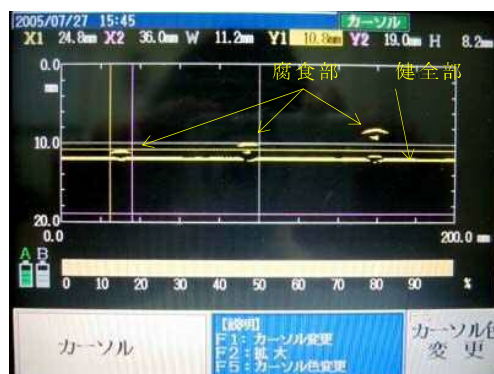 2005/07/27 15:45 カーソル
X1 24.8mm X2 36.0mm W 11.2mm Y1 10.8mm Y2 19.0mm H 8.2mm
腐食部 健全部
0.0
mm
10.0
20.0
0.0 200.0 mm
A B
0 10 20 30 40 50 60 70 80 90 %
カーソル
【説明】
F1:カーソル変更
F2:拡大
F5:カーソル色変更
カーソル色
変更